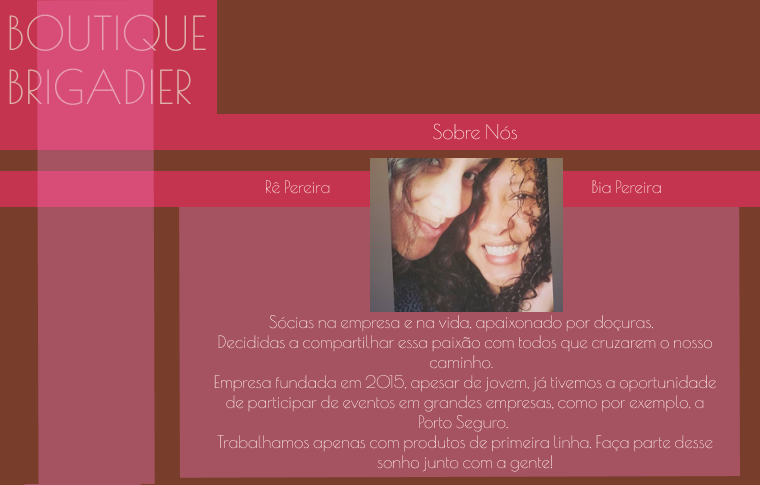 BOUTIQUE
BRIGADIER
Sobre Nós
Rê Pereira
Bia Pereira
Sócias na empresa e na vida, apaixonado por doçuras.
Decididas a compartilhar essa paixão com todos que cruzarem o nosso
caminho.
Empresa fundada em 2015, apesar de jovem, já tivemos a oportunidade
de participar de eventos em grandes empresas, como por exemplo, a
Porto Seguro.
Trabalhamos apenas com produtos de primeira linha. Faça parte desse
sonho junto com a gente!